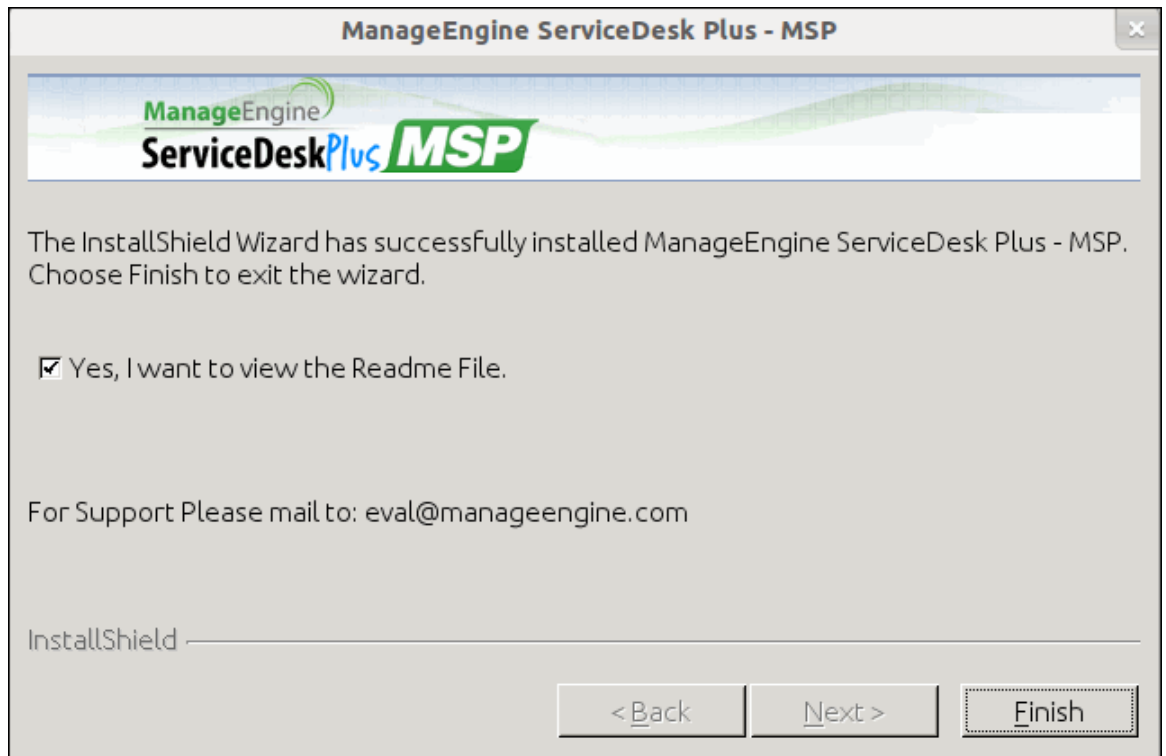 ManageEngine ServiceDesk Plus - MSP
ManageEngine
ServiceDeskPlus MSP
The InstallShield Wizard has successfully installed ManageEngine ServiceDesk Plus - MSP.
Choose Finish to exit the wizard.
Yes, I want to view the Readme File.
For Support Please mail to: eval@manageengine.com
InstallShield
< Back Next > Finish